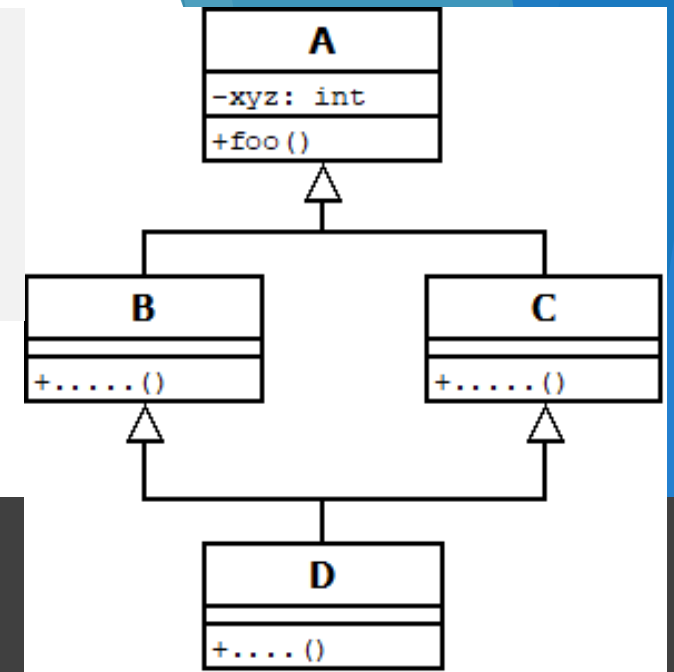 A
-xyz: int
+foo()
B
C
+.....()
+.....()
D
+....()